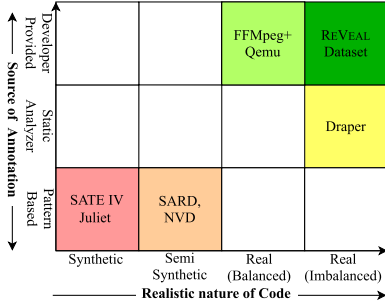 Source of Annotation
Developer
Provided
Static
Analyzer
Pattern
Based
FFMpeg+
Qemu
REVEAL
Dataset
Draper
SATE IV
Juliet
SARD,
NVD
Synthetic
Semi
Synthetic
Real
(Balanced)
Real
(Imbalanced)
Realistic nature of Code